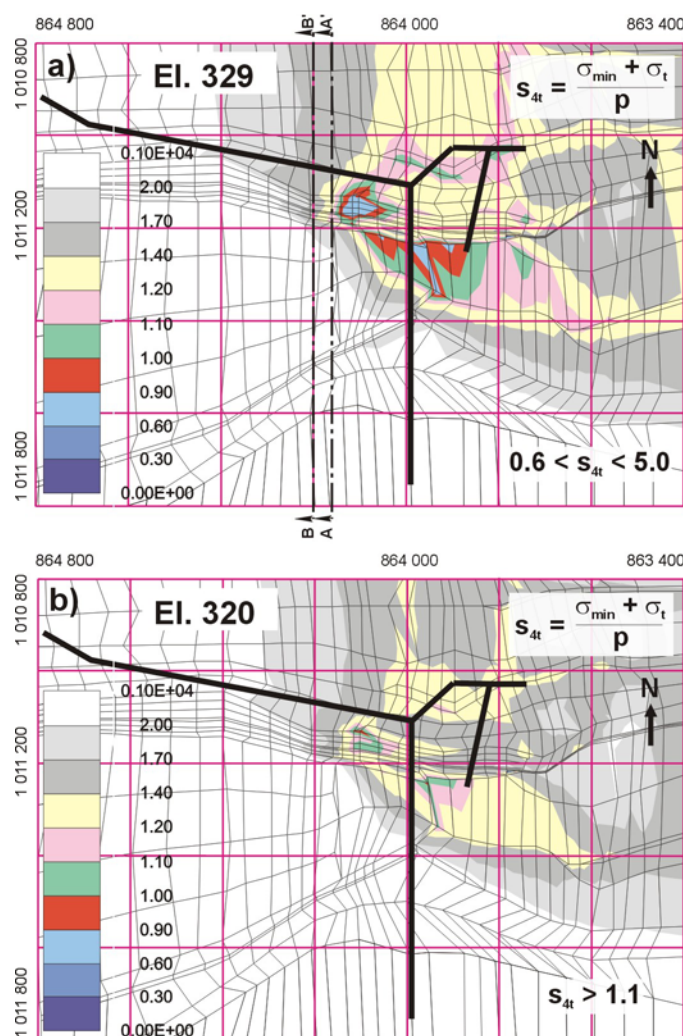 864 800
B'
A'
864 000
863 400
1 010 800
1 011 200
1 011 800
a)
El. 329
s₄ₜ = (σₘᵢₙ + σₜ) / p
N
0.10E+04
2.00
1.70
1.40
1.20
1.10
1.00
0.90
0.60
0.30
0.00E+00
0.6 < s₄ₜ < 5.0
B
A
864 800
864 000
863 400
1 010 800
1 011 200
1 011 800
b)
El. 320
s₄ₜ = (σₘᵢₙ + σₜ) / p
N
0.10E+04
2.00
1.70
1.40
1.20
1.10
1.00
0.90
0.60
0.30
0.00E+00
s₄ₜ > 1.1